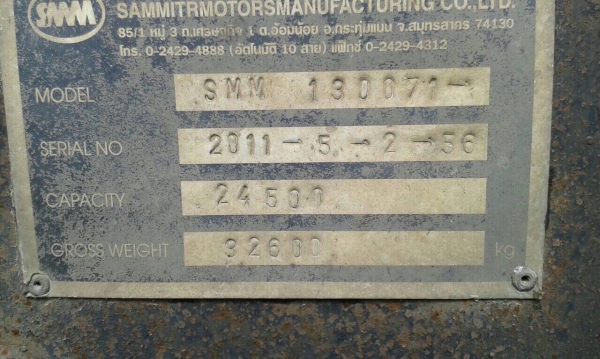 SMM
SAMMITRMOTORSMANUFACTURING CO.,LTD.
85/1 หมู่ 3 ถ.เศรษฐกิจ 1 ต.อ้อมน้อย อ.กระทุ่มแบน จ.สมุทรสาคร 74130
โทร. 0-2429-4888 (อัตโนมัติ 10 สาย) แฟ็กซ์ 0-2429-4312
MODEL SMM 130071-
SERIAL NO 2011-5-2-56
CAPACITY 24500
GROSS WEIGHT 32600 kg